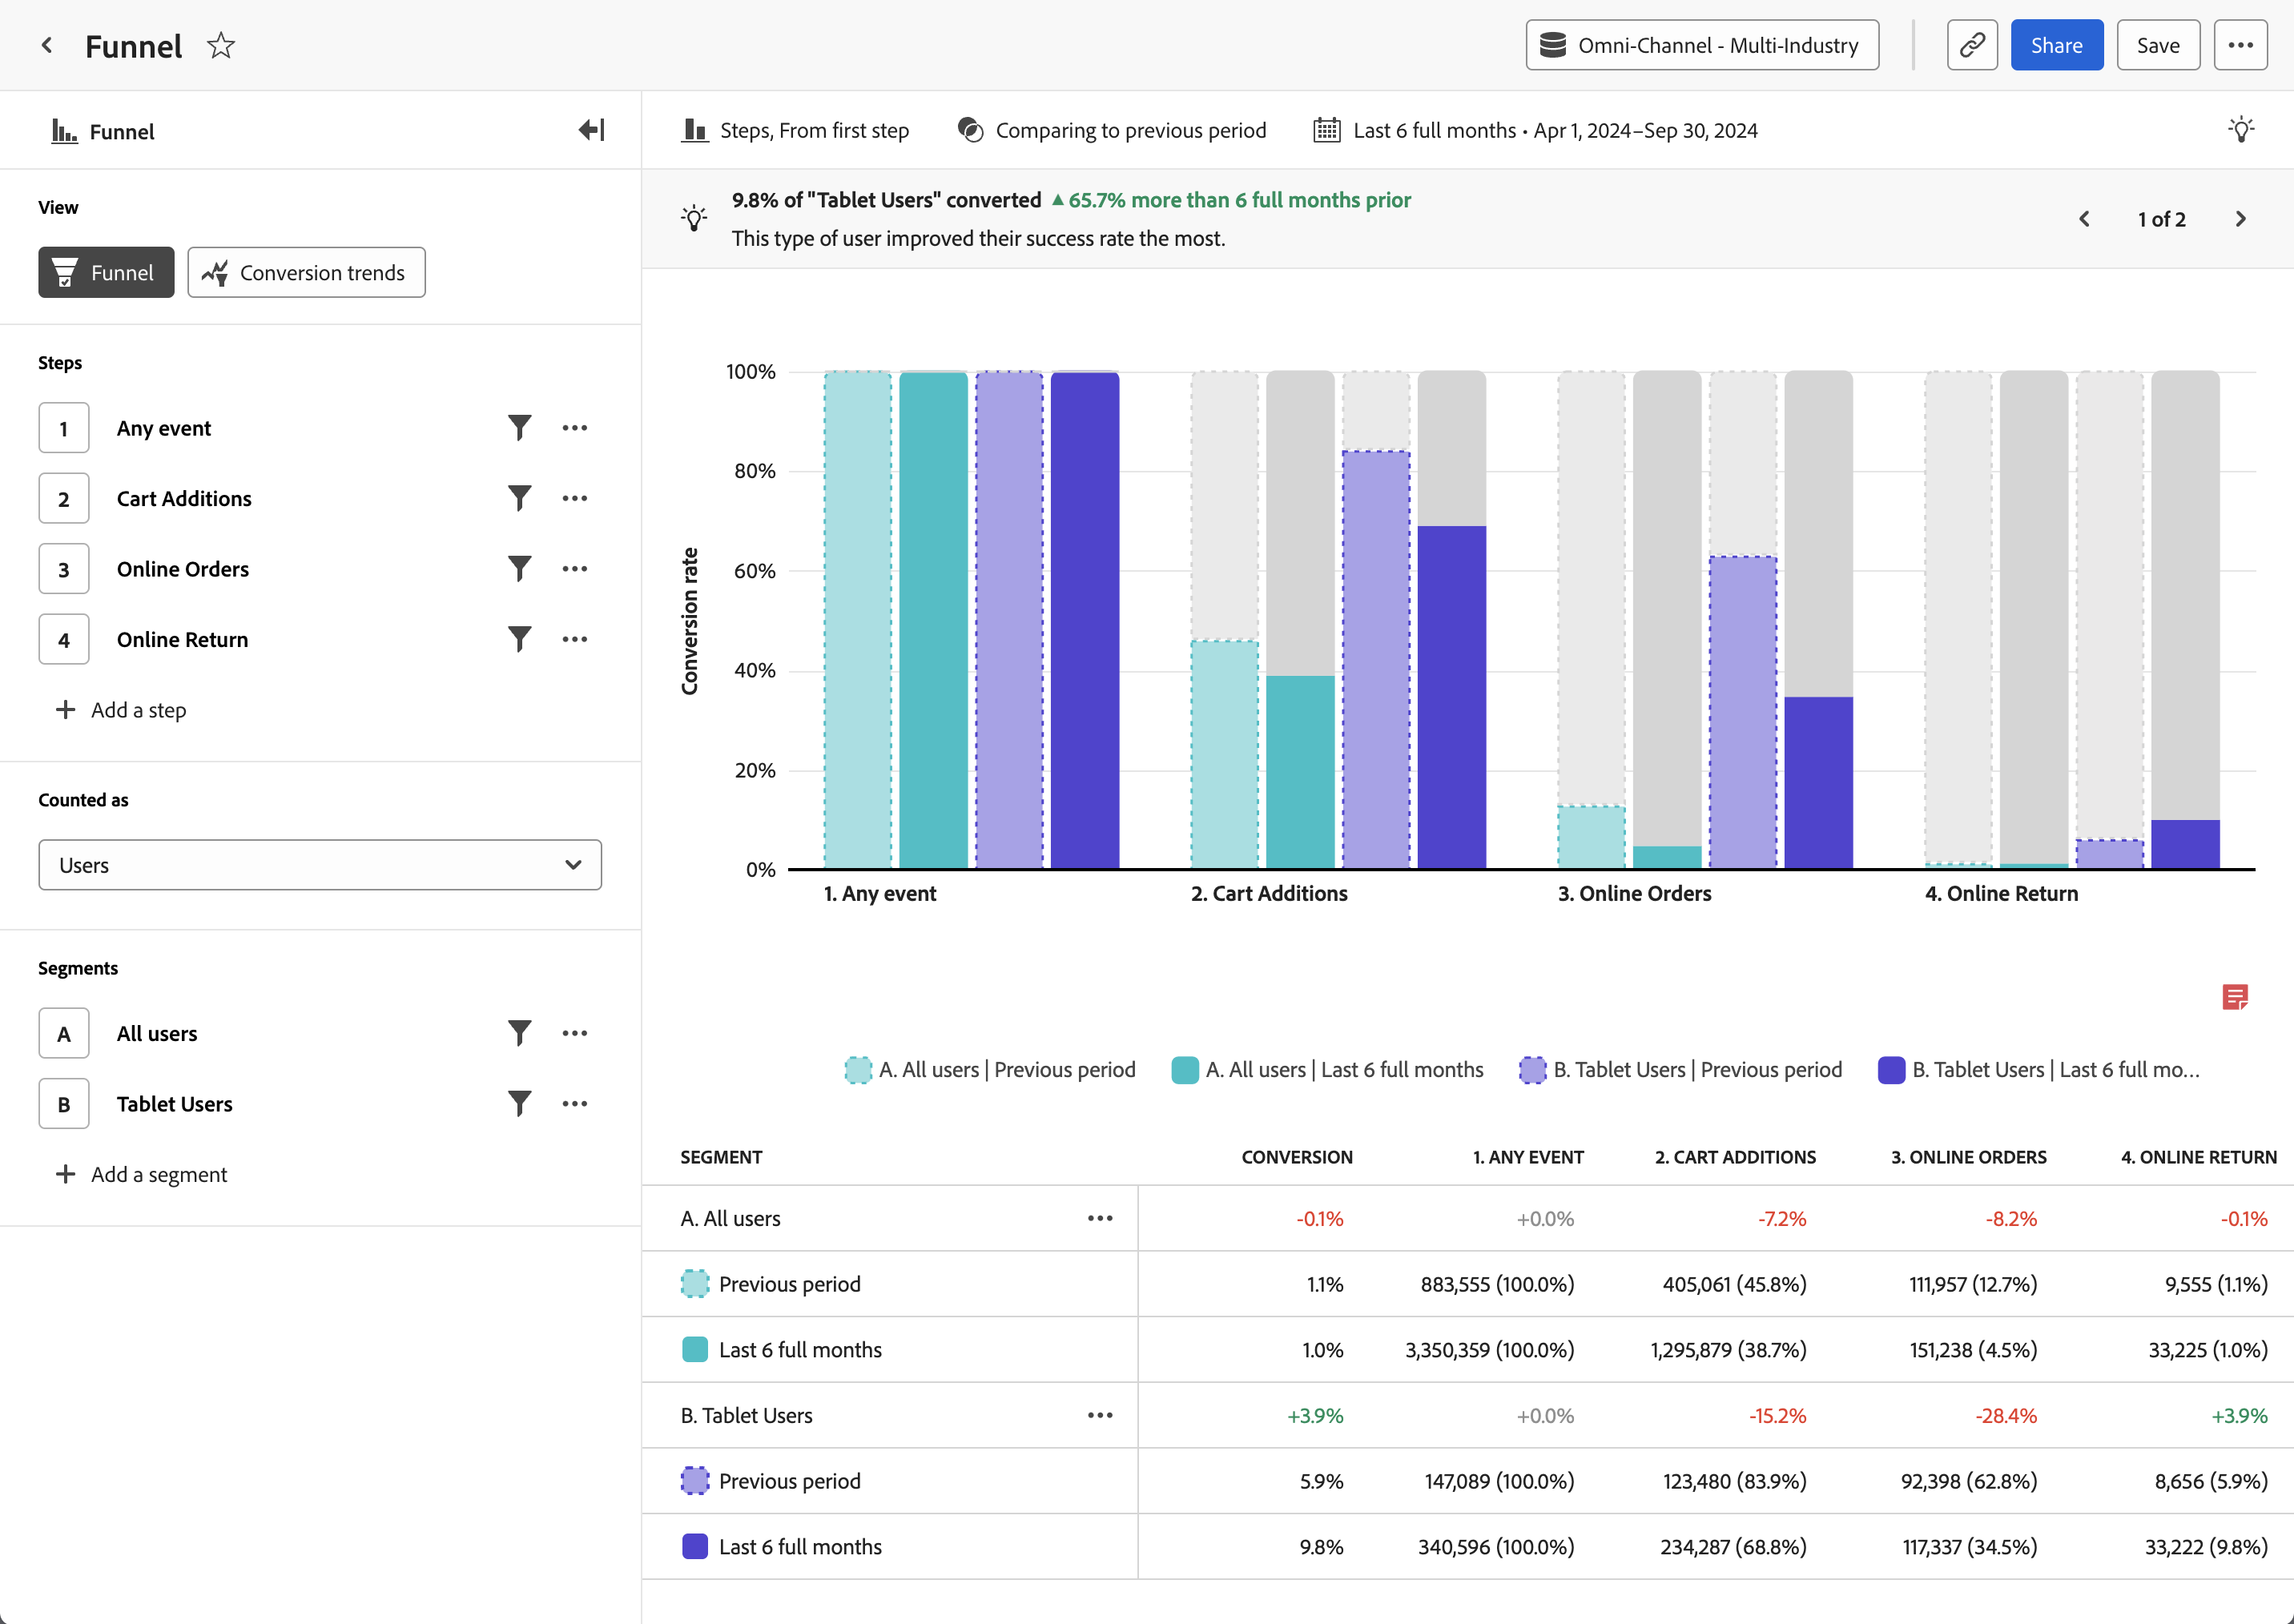 Funnel
Omni-Channel - Multi-Industry
Share
Save
Funnel
Steps, From first step
Comparing to previous period
Last 6 full months • Apr 1, 2024–Sep 30, 2024
View
Funnel
Conversion trends
9.8% of "Tablet Users" converted ▲ 65.7% more than 6 full months prior
This type of user improved their success rate the most.
1 of 2
Steps
1 Any event
2 Cart Additions
3 Online Orders
4 Online Return
Add a step
Counted as
Users
Segments
A All users
B Tablet Users
Add a segment
Conversion rate
100%
80%
60%
40%
20%
0%
1. Any event
2. Cart Additions
3. Online Orders
4. Online Return
A. All users | Previous period
A. All users | Last 6 full months
B. Tablet Users | Previous period
B. Tablet Users | Last 6 full mo...
SEGMENT CONVERSION 1. ANY EVENT 2. CART ADDITIONS 3. ONLINE ORDERS 4. ONLINE RETURN
A. All users -0.1% +0.0% -7.2% -8.2% -0.1%
Previous period 1.1% 883,555 (100.0%) 405,061 (45.8%) 111,957 (12.7%) 9,555 (1.1%)
Last 6 full months 1.0% 3,350,359 (100.0%) 1,295,879 (38.7%) 151,238 (4.5%) 33,225 (1.0%)
B. Tablet Users +3.9% +0.0% -15.2% -28.4% +3.9%
Previous period 5.9% 147,089 (100.0%) 123,480 (83.9%) 92,398 (62.8%) 8,656 (5.9%)
Last 6 full months 9.8% 340,596 (100.0%) 234,287 (68.8%) 117,337 (34.5%) 33,222 (9.8%)